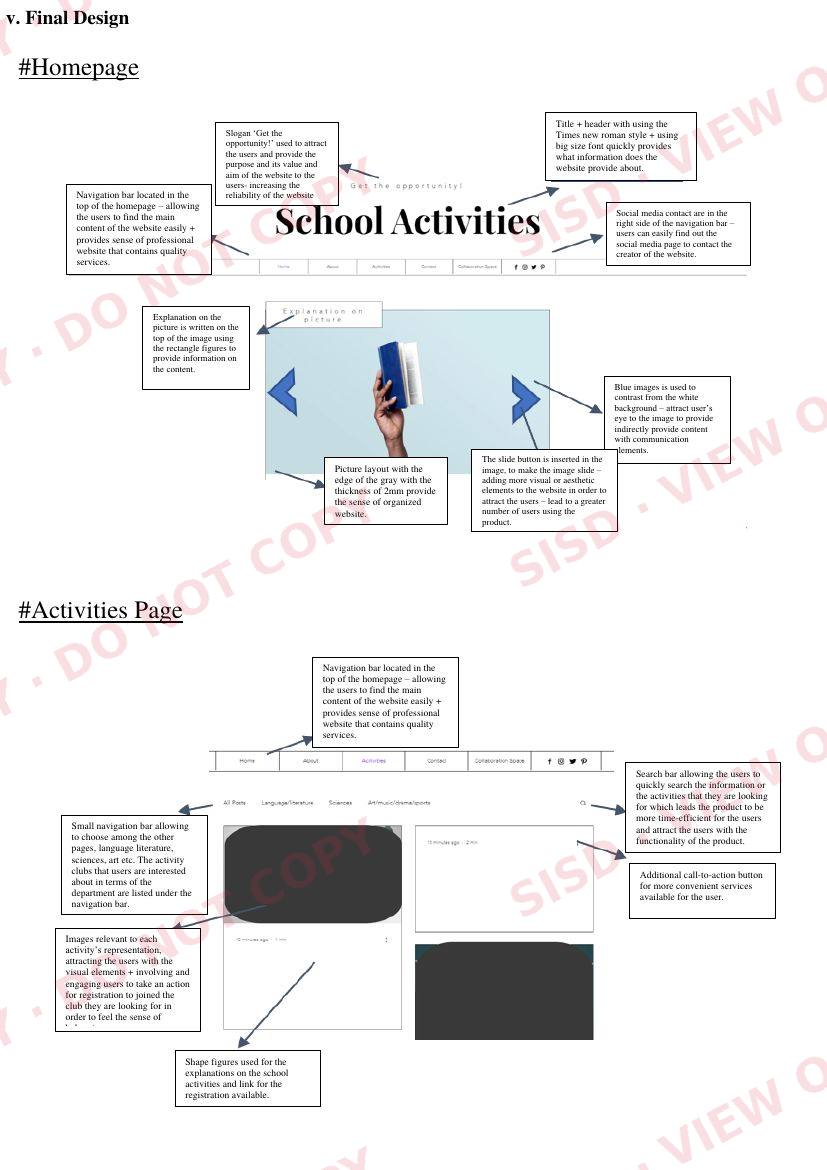 v. Final Design
#Homepage
Slogan ‘Get the
opportunity!’ used to attract
the users and provide the
purpose and its value and
aim of the website to the
users- increasing the
reliability of the website
Title + header with using the
Times new roman style + using
big size font quickly provides
what information does the
website provide about.
Navigation bar located in the
top of the homepage – allowing
the users to find the main
content of the website easily +
provides sense of professional
website that contains quality
services.
Get the opportunity!
School Activities
Social media contact are in the
right side of the navigation bar –
users can easily find out the
social media page to contact the
creator of the website.
Home About Activities Contact Collaboration Space
Explanation on the
picture is written on the
top of the image using
the rectangle figures to
provide information on
the content.
Explanation on
picture
Blue images is used to
contrast from the white
background – attract user’s
eye to the image to provide
indirectly provide content
with communication
elements.
Picture layout with the
edge of the gray with the
thickness of 2mm provide
the sense of organized
website.
The slide button is inserted in the
image, to make the image slide –
adding more visual or aesthetic
elements to the website in order to
attract the users – lead to a greater
number of users using the
product.
#Activities Page
Navigation bar located in the
top of the homepage – allowing
the users to find the main
content of the website easily +
provides sense of professional
website that contains quality
services.
Home About Activities Contact Collaboration Space
Search bar allowing the users to
quickly search the information or
the activities that they are looking
for which leads the product to be
more time-efficient for the users
and attract the users with the
functionality of the product.
All Posts Language/literature Sciences Art/music/drama/sports
Small navigation bar allowing
to choose among the other
pages, language literature,
sciences, art etc. The activity
clubs that users are interested
about in terms of the
department are listed under the
navigation bar.
11 minutes ago · 2 min
Additional call-to-action button
for more convenient services
available for the user.
Images relevant to each
activity’s representation,
attracting the users with the
visual elements + involving and
engaging users to take an action
for registration to joined the
club they are looking for in
order to feel the sense of
minutes ago · 1 min
Shape figures used for the
explanations on the school
activities and link for the
registration available.
SISD · VIEW O
Y · DO NOT COPY
SISD · VIEW O
Y · DO NOT COPY
SISD · VIEW O
Y · DO NOT COPY
SISD · VIEW O